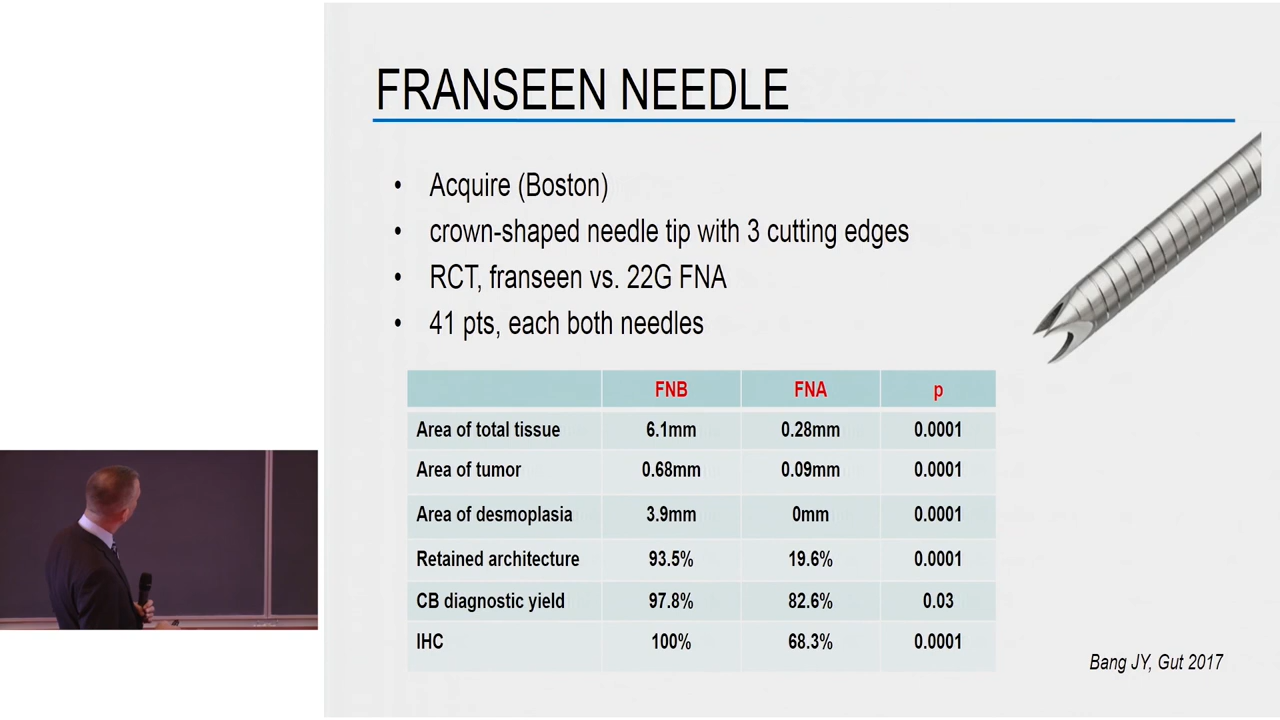 FRANSEEN NEEDLE
• Acquire (Boston)
• crown-shaped needle tip with 3 cutting edges
• RCT, franseen vs. 22G FNA
• 41 pts, each both needles
FNB FNA p
Area of total tissue 6.1mm 0.28mm 0.0001
Area of tumor 0.68mm 0.09mm 0.0001
Area of desmoplasia 3.9mm 0mm 0.0001
Retained architecture 93.5% 19.6% 0.0001
CB diagnostic yield 97.8% 82.6% 0.03
IHC 100% 68.3% 0.0001
Bang JY, Gut 2017